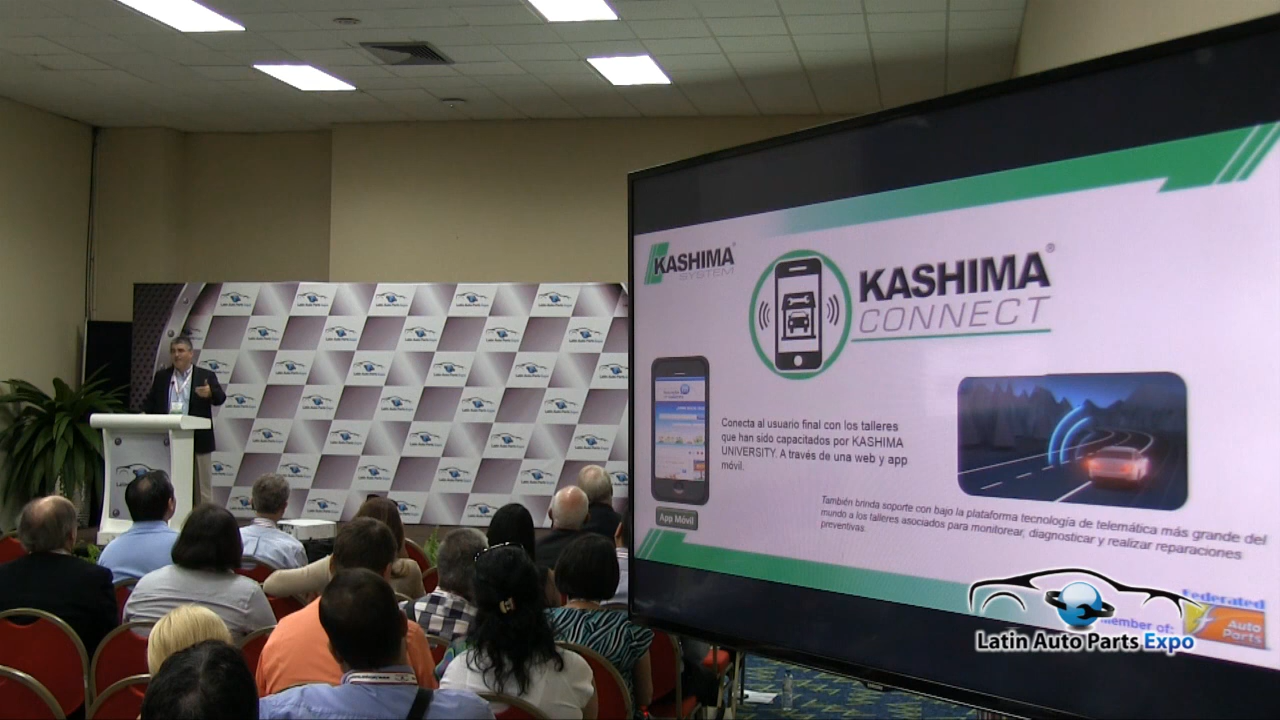 KASHIMA
SYSTEM
KASHIMA®
CONNECT
Conecta al usuario final con los talleres
que han sido capacitados por KASHIMA
UNIVERSITY. A través de una web y app
móvil.
App Móvil
También brinda soporte con bajo la plataforma tecnología de telemática más grande del
mundo a los talleres asociados para monitorear, diagnosticar y realizar reparaciones
preventivas.
Member of:
Federated
Auto
Parts
Latin Auto Parts Expo